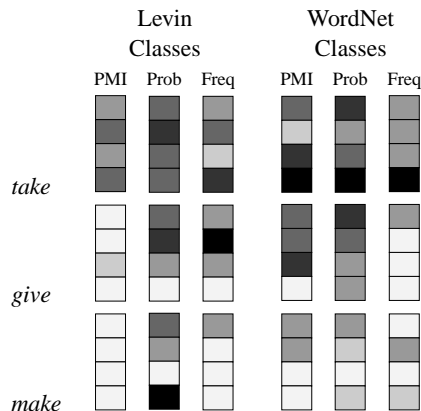 Levin WordNet
Classes Classes
PMI Prob Freq PMI Prob Freq
take
give
make